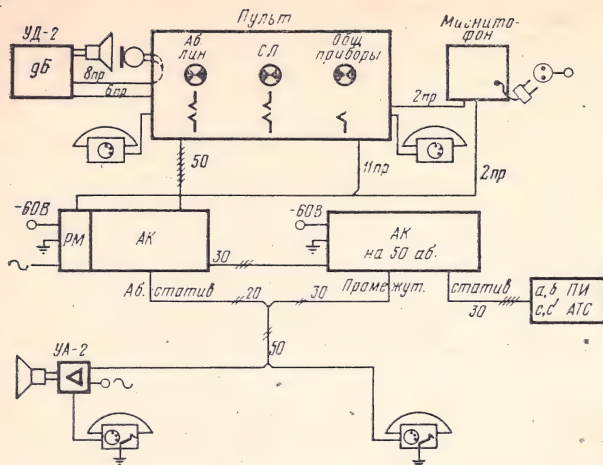 Пульт
УД-2
дБ
8пр
6пр
Аб.
лин
СЛ
Общ
приборы
Магнито-
фон
2пр
50
11пр
2пр
-60В
РМ
АК
30
-60В
АК
на 50 аб.
Аб. статив
20
30
Промежут.
статив
30
a,b ПИ
c,c' АТС
50
УА-2